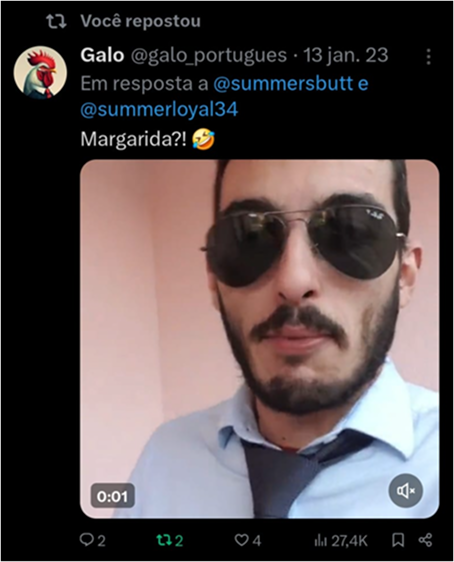 Você repostou
Galo @galo_portugues · 13 jan. 23
Em resposta a @summersbutt e
@summerloyal34
Margarida?! 🤣
0:01
2 2 4 27,4K